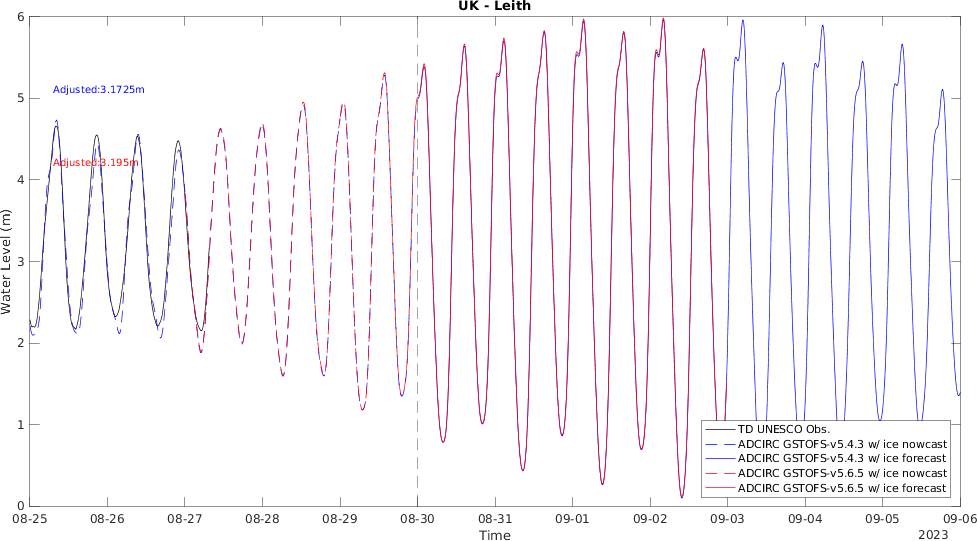 UK - Leith
6
5
4
3
2
1
0
Water Level (m)
Adjusted:3.1725m
Adjusted:3.195m
TD UNESCO Obs.
ADCIRC GSTOFS-v5.4.3 w/ ice nowcast
ADCIRC GSTOFS-v5.4.3 w/ ice forecast
ADCIRC GSTOFS-v5.6.5 w/ ice nowcast
ADCIRC GSTOFS-v5.6.5 w/ ice forecast
08-25 08-26 08-27 08-28 08-29 08-30 08-31 09-01 09-02 09-03 09-04 09-05 09-06
Time
2023